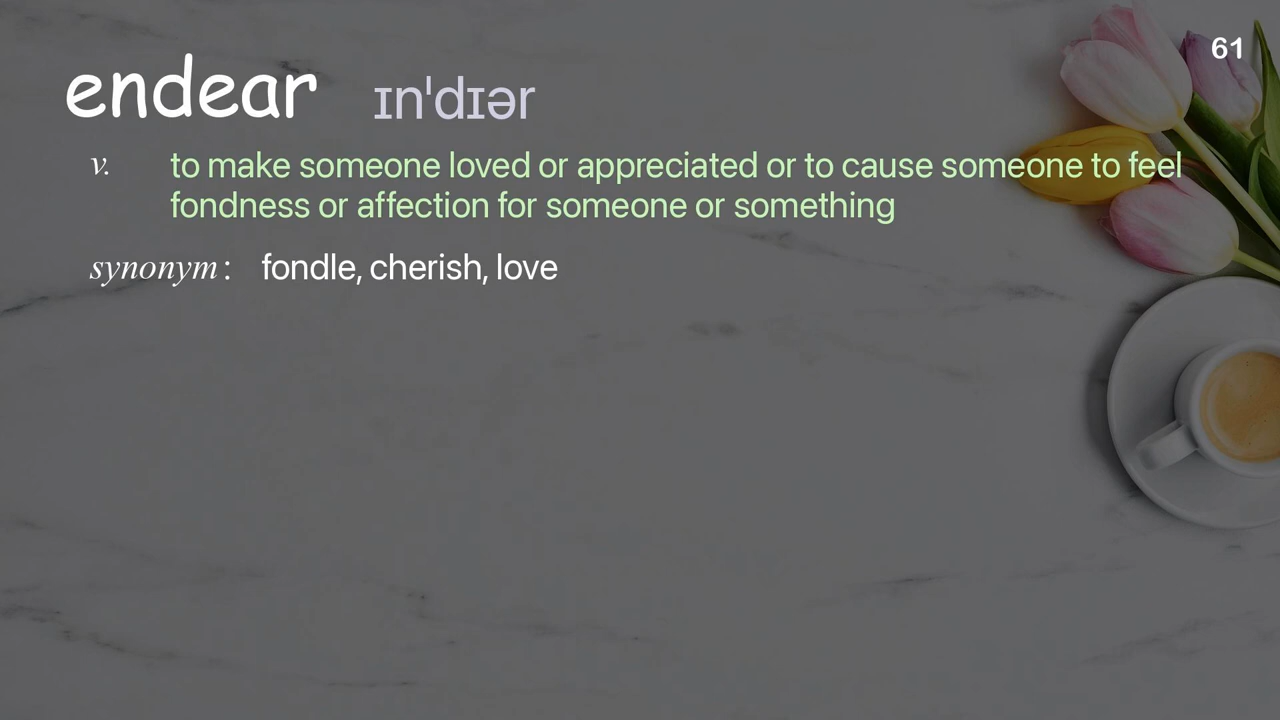 61
endear ɪnˈdɪər
v. to make someone loved or appreciated or to cause someone to feel
fondness or affection for someone or something
synonym: fondle, cherish, love